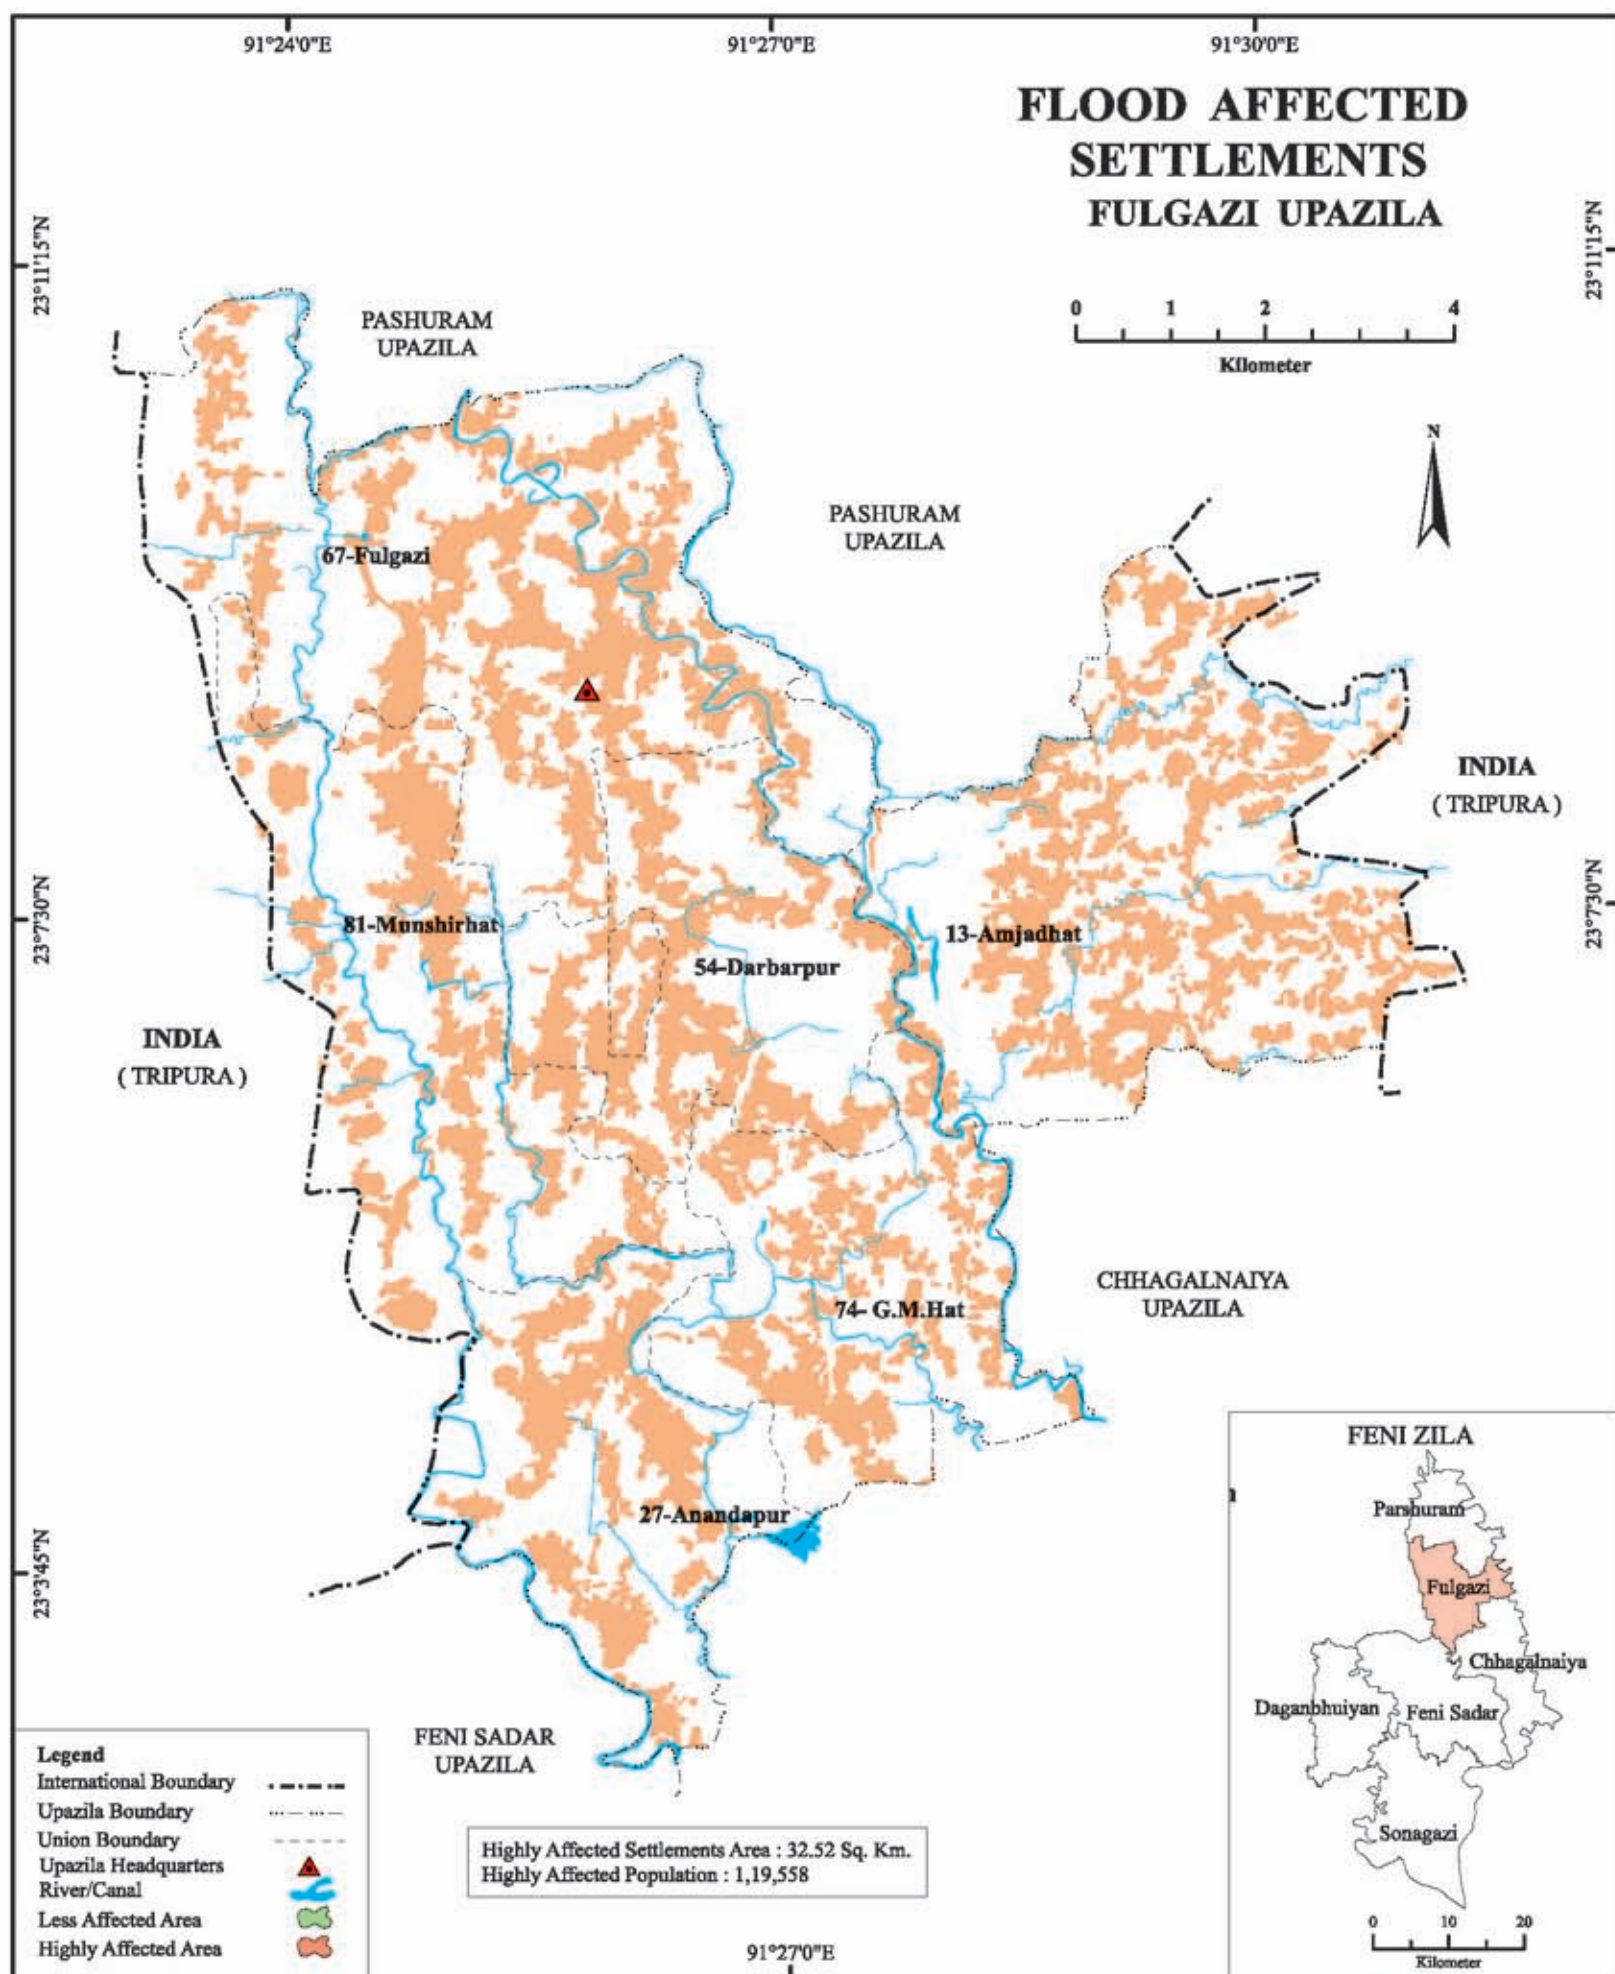 91°24'0"E
91°27'0"E
91°30'0"E
FLOOD AFFECTED
SETTLEMENTS
FULGAZI UPAZILA
23°11'15"N
23°11'15"N
0 1 2 4
Kilometer
PASHURAM
UPAZILA
N
PASHURAM
UPAZILA
67-Fulgazi
INDIA
( TRIPURA )
23°7'30"N
23°7'30"N
81-Munshirhat
13-Amjadhat
54-Darbarpur
INDIA
( TRIPURA )
CHHAGALNAIYA
UPAZILA
74- G.M.Hat
27-Anandapur
23°3'45"N
FENI ZILA
Parshuram
Fulgazi
Chhagalnaiya
Daganbhuiyan
Feni Sadar
Sonagazi
0 10 20
Kilometer
FENI SADAR
UPAZILA
Legend
International Boundary
Upazila Boundary
Union Boundary
Upazila Headquarters
River/Canal
Less Affected Area
Highly Affected Area
Highly Affected Settlements Area : 32.52 Sq. Km.
Highly Affected Population : 1,19,558
91°27'0"E